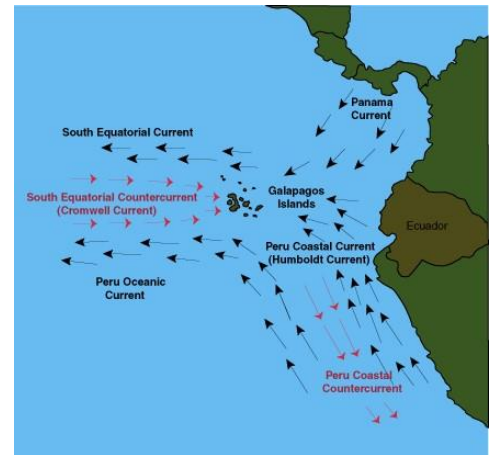 Panama
Current
South Equatorial Current
South Equatorial Countercurrent
(Cromwell Current)
Galapagos
Islands
Ecuador
Peru Coastal Current
(Humboldt Current)
Peru Oceanic
Current
Peru Coastal
Countercurrent